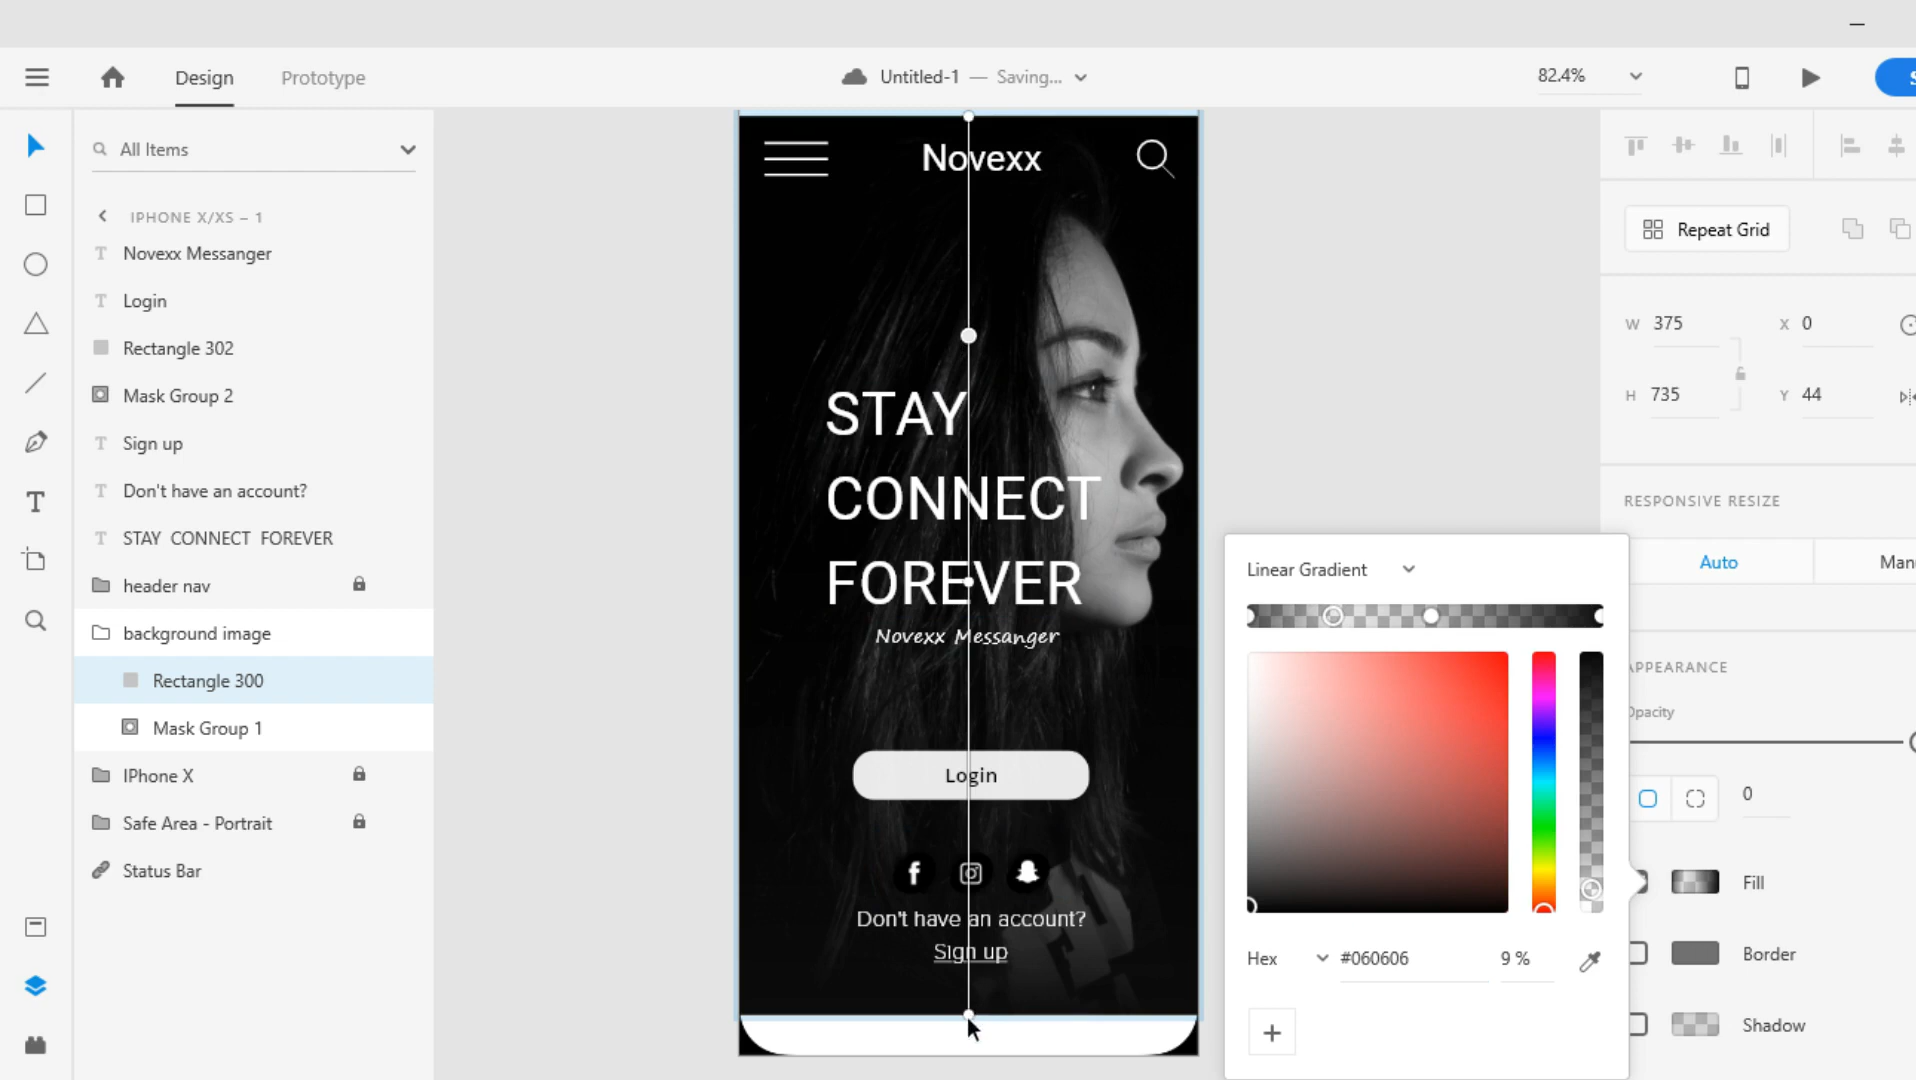 Design
Prototype
Untitled-1 — Saving...
82.4%
S
All Items
IPHONE X/XS – 1
Novexx Messanger
Login
Rectangle 302
Mask Group 2
Sign up
Don't have an account?
STAY CONNECT FOREVER
header nav
background image
Rectangle 300
Mask Group 1
IPhone X
Safe Area - Portrait
Status Bar
Novexx
STAY
CONNECT
FOREVER
Novexx Messanger
Login
Don't have an account?
Sign up
Linear Gradient
Hex
#060606
9 %
Repeat Grid
W 375
X 0
H 735
Y 44
RESPONSIVE RESIZE
Auto
Man
APPEARANCE
Opacity
0
Fill
Border
Shadow